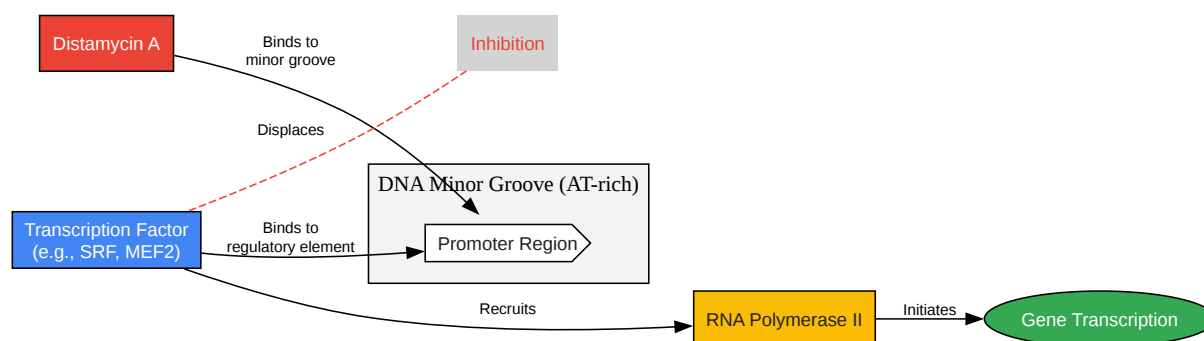 Distamycin A
Binds to
minor groove
Inhibition
Displaces
DNA Minor Groove (AT-rich)
Transcription Factor
(e.g., SRF, MEF2)
Binds to
regulatory element
Promoter Region
Recruits
RNA Polymerase II
Initiates
Gene Transcription